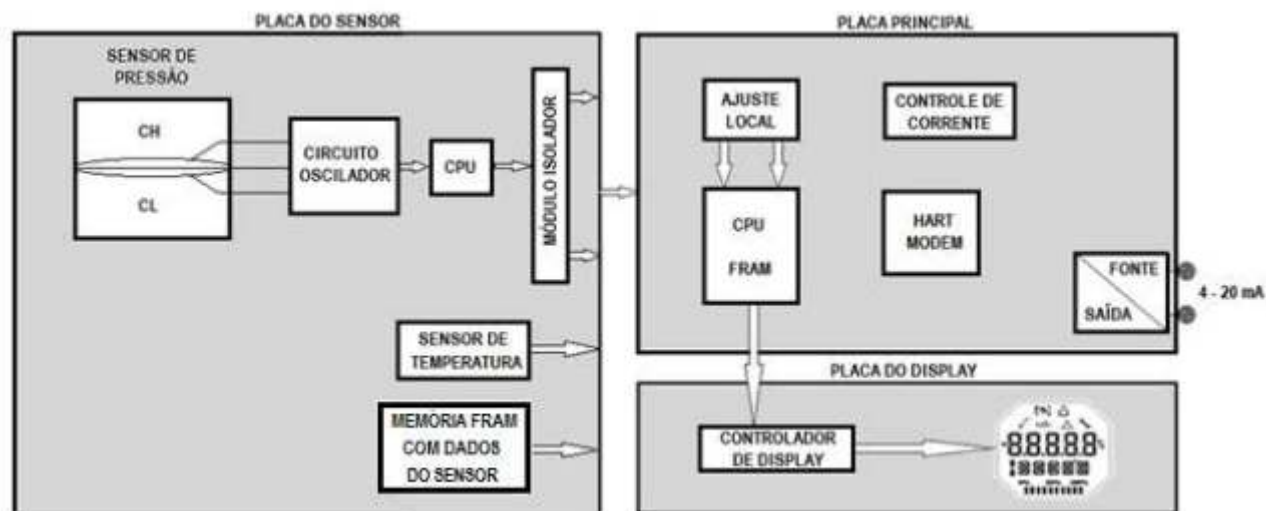 PLACA DO SENSOR
SENSOR DE
PRESSÃO
CH
CL
CIRCUITO
OSCILADOR
CPU
MÓDULO ISOLADOR
SENSOR DE
TEMPERATURA
MEMÓRIA FRAM
COM DADOS
DO SENSOR
PLACA PRINCIPAL
AJUSTE
LOCAL
CONTROLE DE
CORRENTE
CPU
FRAM
HART
MODEM
FONTE
SAÍDA
4 - 20 mA
PLACA DO DISPLAY
CONTROLADOR
DE DISPLAY
88888